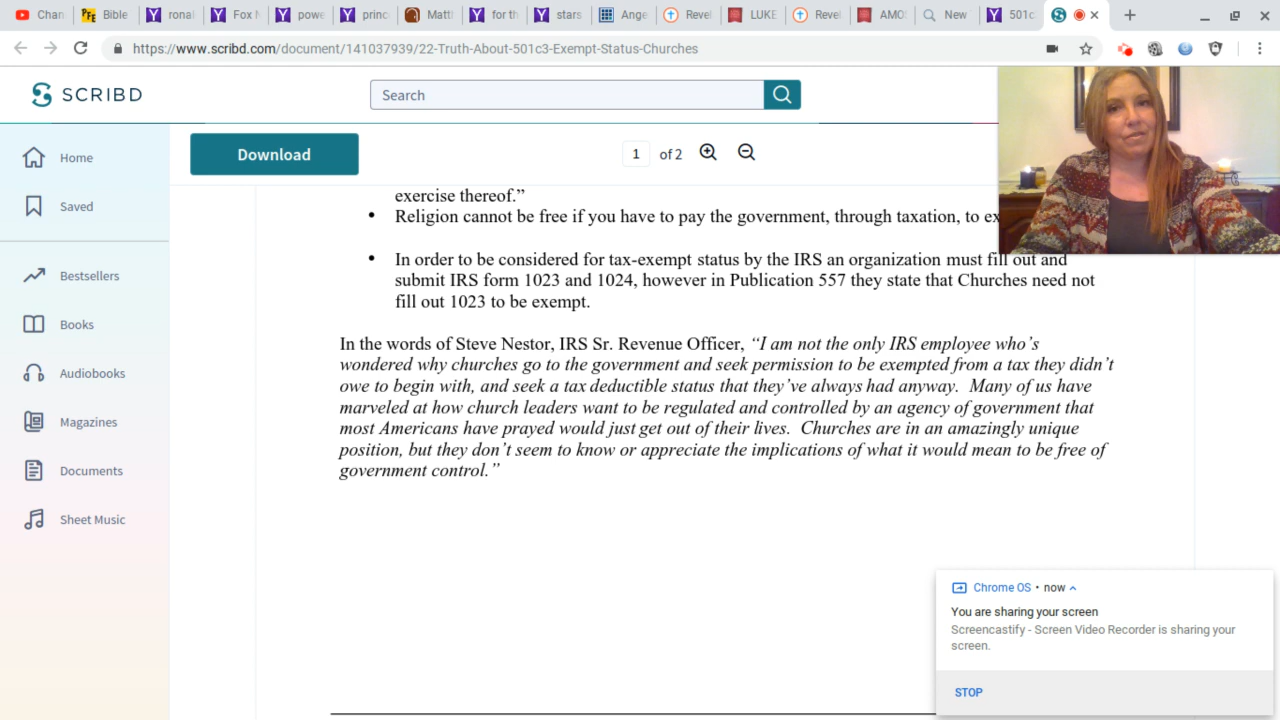 Chan
Bible
ronal
Fox N
powe
princ
Matt
for th
stars
Ange
Revel
LUKE
Revel
AMO
New
501c
https://www.scribd.com/document/141037939/22-Truth-About-501c3-Exempt-Status-Churches
SCRIBD
Search
Home
Saved
Bestsellers
Books
Audiobooks
Magazines
Documents
Sheet Music
Download
1 of 2
exercise thereof.”
• Religion cannot be free if you have to pay the government, through taxation, to ex
• In order to be considered for tax-exempt status by the IRS an organization must fill out and
submit IRS form 1023 and 1024, however in Publication 557 they state that Churches need not
fill out 1023 to be exempt.
In the words of Steve Nestor, IRS Sr. Revenue Officer, “I am not the only IRS employee who’s
wondered why churches go to the government and seek permission to be exempted from a tax they didn’t
owe to begin with, and seek a tax deductible status that they’ve always had anyway. Many of us have
marveled at how church leaders want to be regulated and controlled by an agency of government that
most Americans have prayed would just get out of their lives. Churches are in an amazingly unique
position, but they don’t seem to know or appreciate the implications of what it would mean to be free of
government control.”
Chrome OS • now
You are sharing your screen
Screencastify - Screen Video Recorder is sharing your
screen.
STOP